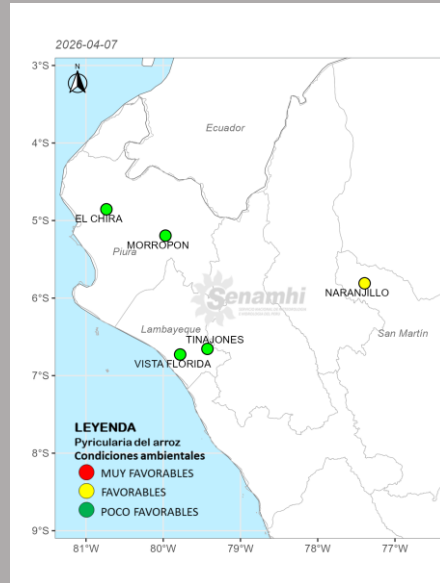 2026-04-07
3°S
N
4°S
Ecuador
5°S
EL CHIRA
MORROPON
Piura
6°S
NARANJILLO
Senamhi
San Martín
Lambayeque
TINAJONES
VISTA FLORIDA
7°S
LEYENDA
Pyricularia del arroz
Condiciones ambientales
8°S
MUY FAVORABLES
FAVORABLES
POCO FAVORABLES
9°S
81°W 80°W 79°W 78°W 77°W